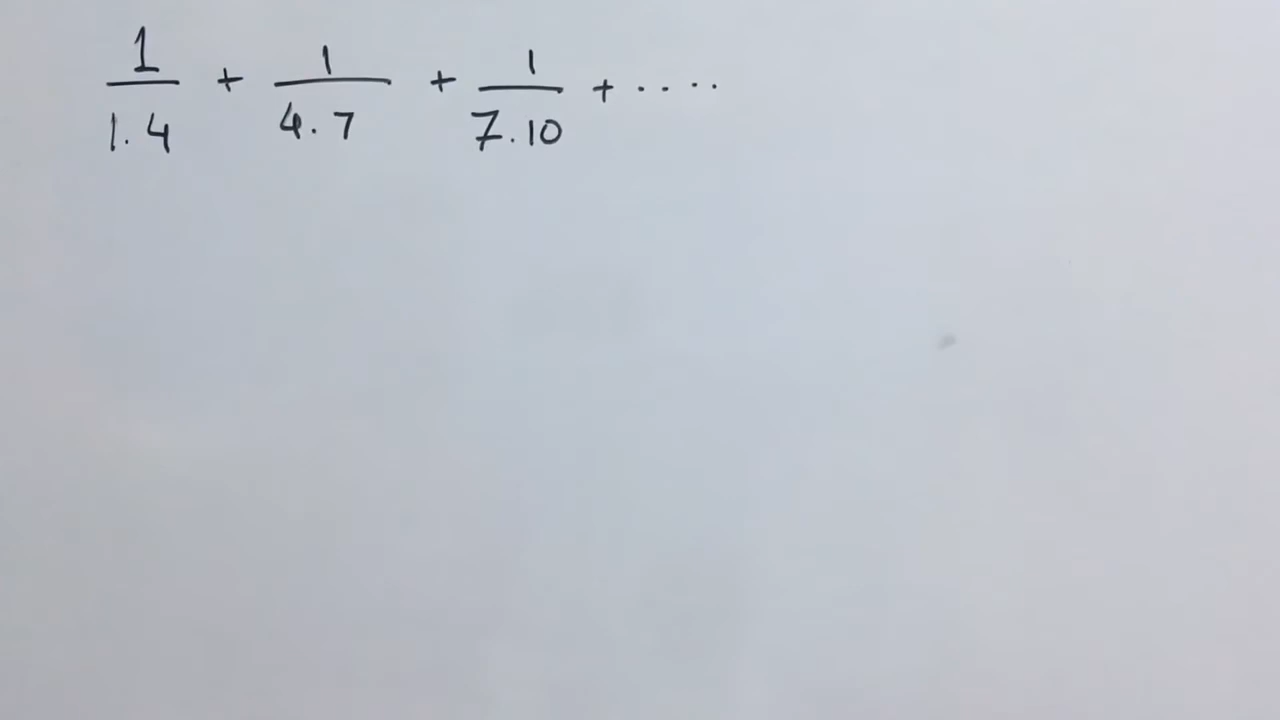 1/1.4 + 1/4.7 + 1/7.10 + ....